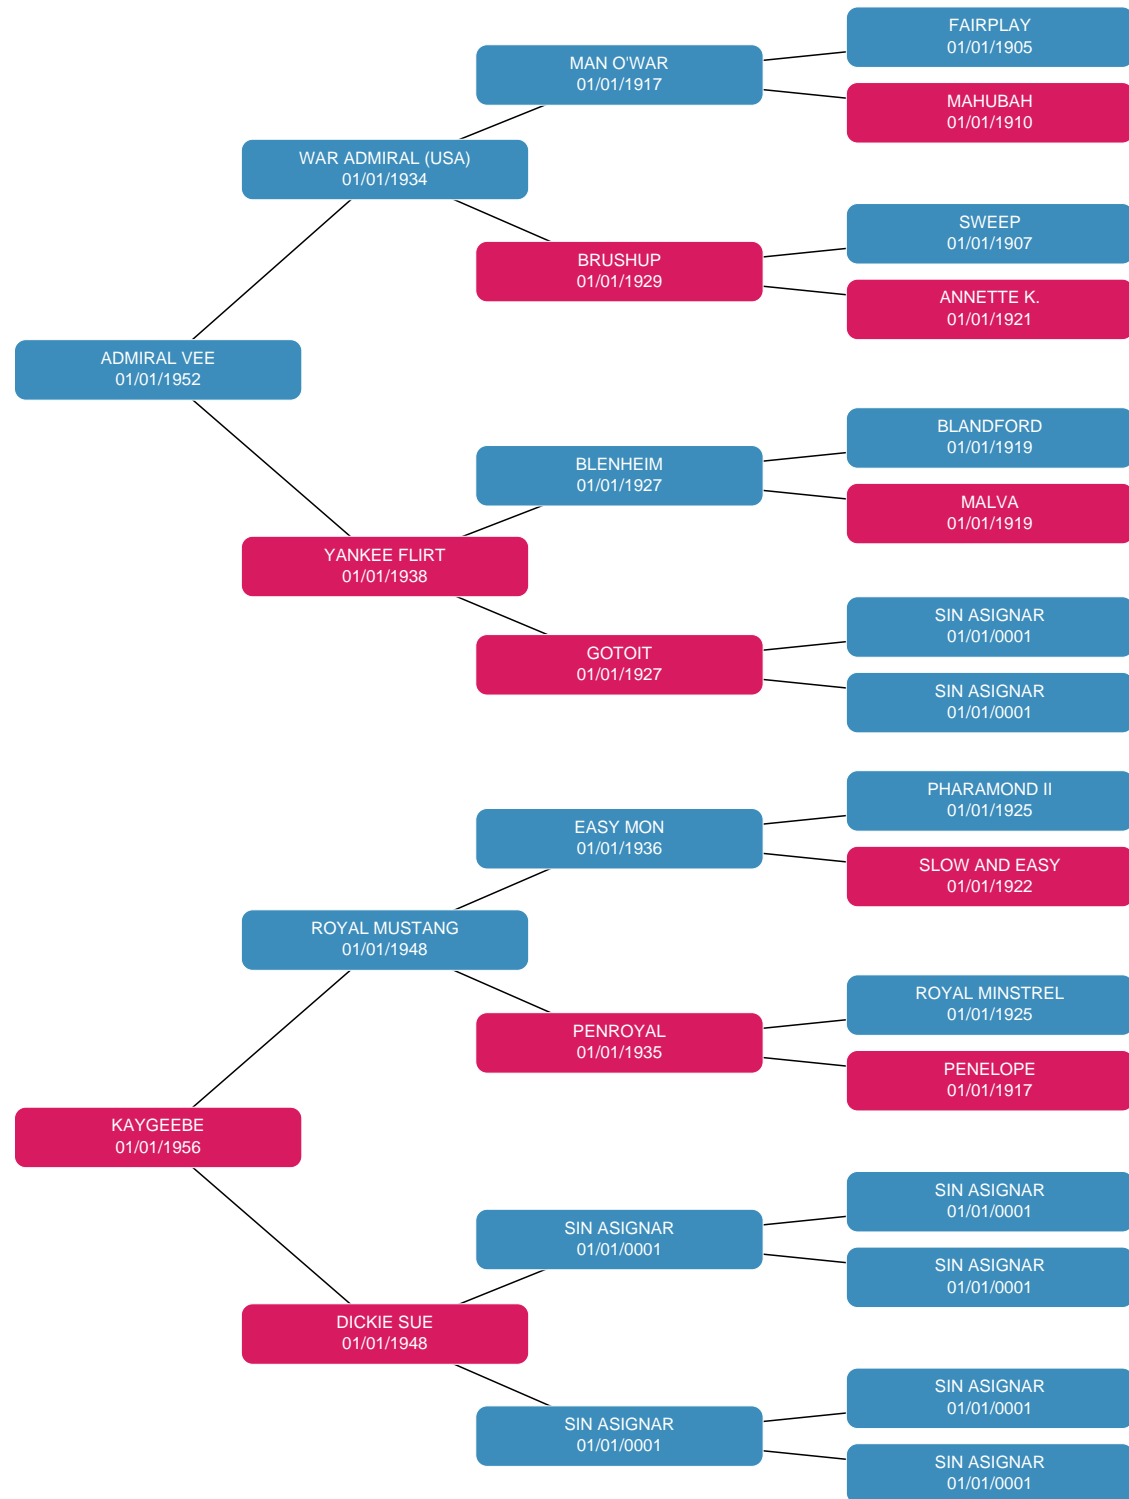 FAIRPLAY
01/01/1905
MAN O'WAR
01/01/1917
MAHUBAH
01/01/1910
WAR ADMIRAL (USA)
01/01/1934
SWEEP
01/01/1907
BRUSHUP
01/01/1929
ANNETTE K.
01/01/1921
ADMIRAL VEE
01/01/1952
BLANDFORD
01/01/1919
BLENHEIM
01/01/1927
MALVA
01/01/1919
YANKEE FLIRT
01/01/1938
SIN ASIGNAR
01/01/0001
GOTOIT
01/01/1927
SIN ASIGNAR
01/01/0001
PHARAMOND II
01/01/1925
EASY MON
01/01/1936
SLOW AND EASY
01/01/1922
ROYAL MUSTANG
01/01/1948
ROYAL MINSTREL
01/01/1925
PENROYAL
01/01/1935
PENELOPE
01/01/1917
KAYGEEBE
01/01/1956
SIN ASIGNAR
01/01/0001
SIN ASIGNAR
01/01/0001
SIN ASIGNAR
01/01/0001
DICKIE SUE
01/01/1948
SIN ASIGNAR
01/01/0001
SIN ASIGNAR
01/01/0001
SIN ASIGNAR
01/01/0001